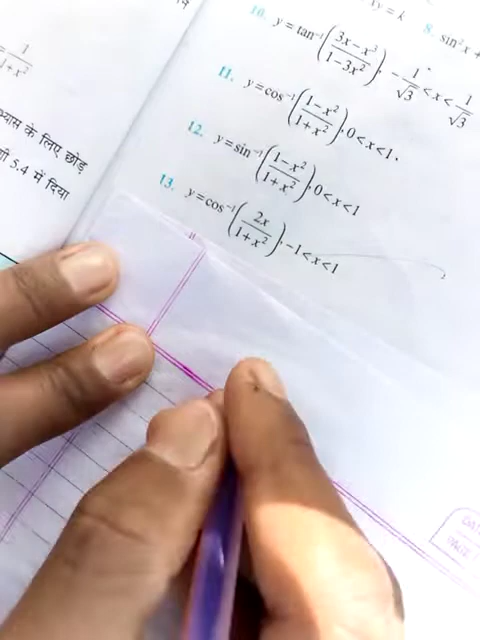 = 1/(1+x²)
के लिए छोड़
5.4 में दिया
y = k 8. sin²x +
10. y = tan⁻¹((3x − x³)/(1 − 3x²)), −1/√3 < x < 1/√3
11. y = cos⁻¹((1 − x²)/(1 + x²)), 0 < x < 1.
12. y = sin⁻¹((1 − x²)/(1 + x²)), 0 < x < 1
13. y = cos⁻¹(2x/(1 + x²)), −1 < x < 1